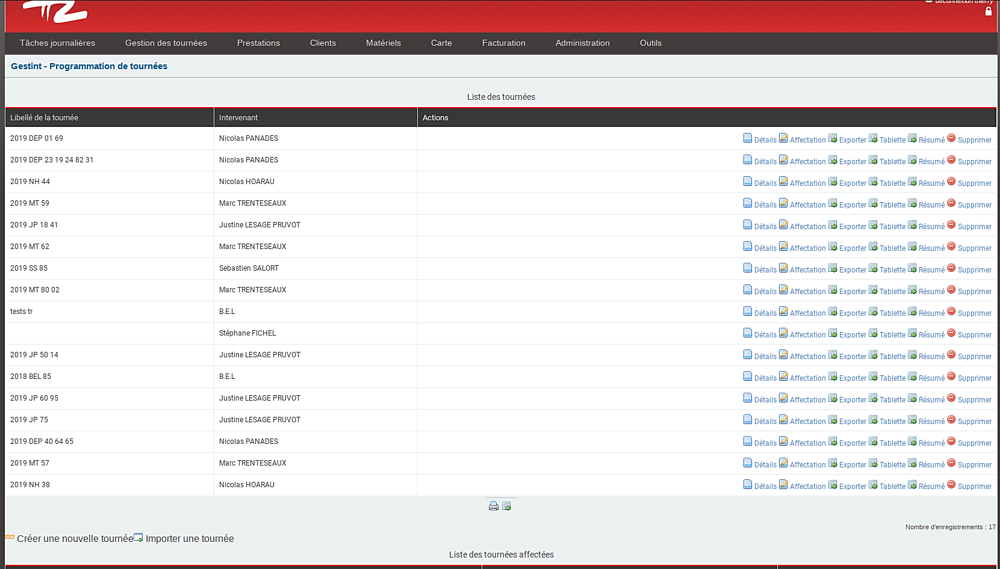 déconnexion thierry
Tâches journalières Gestion des tournées Prestations Clients Matériels Carte Facturation Administration Outils
Gestint - Programmation de tournées
Liste des tournées
Libellé de la tournée Intervenant Actions
2019 DEP 01 69 Nicolas PANADES Détails Affectation Exporter Tablette Résumé Supprimer
2019 DEP 23 19 24 82 31 Nicolas PANADES Détails Affectation Exporter Tablette Résumé Supprimer
2019 NH 44 Nicolas HOARAU Détails Affectation Exporter Tablette Résumé Supprimer
2019 MT 59 Marc TRENTESEAUX Détails Affectation Exporter Tablette Résumé Supprimer
2019 JP 18 41 Justine LESAGE PRUVOT Détails Affectation Exporter Tablette Résumé Supprimer
2019 MT 62 Marc TRENTESEAUX Détails Affectation Exporter Tablette Résumé Supprimer
2019 SS 85 Sebastien SALORT Détails Affectation Exporter Tablette Résumé Supprimer
2019 MT 80 02 Marc TRENTESEAUX Détails Affectation Exporter Tablette Résumé Supprimer
tests tr B.E.L Détails Affectation Exporter Tablette Résumé Supprimer
Stéphane FICHEL Détails Affectation Exporter Tablette Résumé Supprimer
2019 JP 50 14 Justine LESAGE PRUVOT Détails Affectation Exporter Tablette Résumé Supprimer
2018 BEL 85 B.E.L Détails Affectation Exporter Tablette Résumé Supprimer
2019 JP 60 95 Justine LESAGE PRUVOT Détails Affectation Exporter Tablette Résumé Supprimer
2019 JP 75 Justine LESAGE PRUVOT Détails Affectation Exporter Tablette Résumé Supprimer
2019 DEP 40 64 65 Nicolas PANADES Détails Affectation Exporter Tablette Résumé Supprimer
2019 MT 57 Marc TRENTESEAUX Détails Affectation Exporter Tablette Résumé Supprimer
2019 NH 38 Nicolas HOARAU Détails Affectation Exporter Tablette Résumé Supprimer
Nombre d'enregistrements : 17
NEW Créer une nouvelle tournée Importer une tournée
Liste des tournées affectées